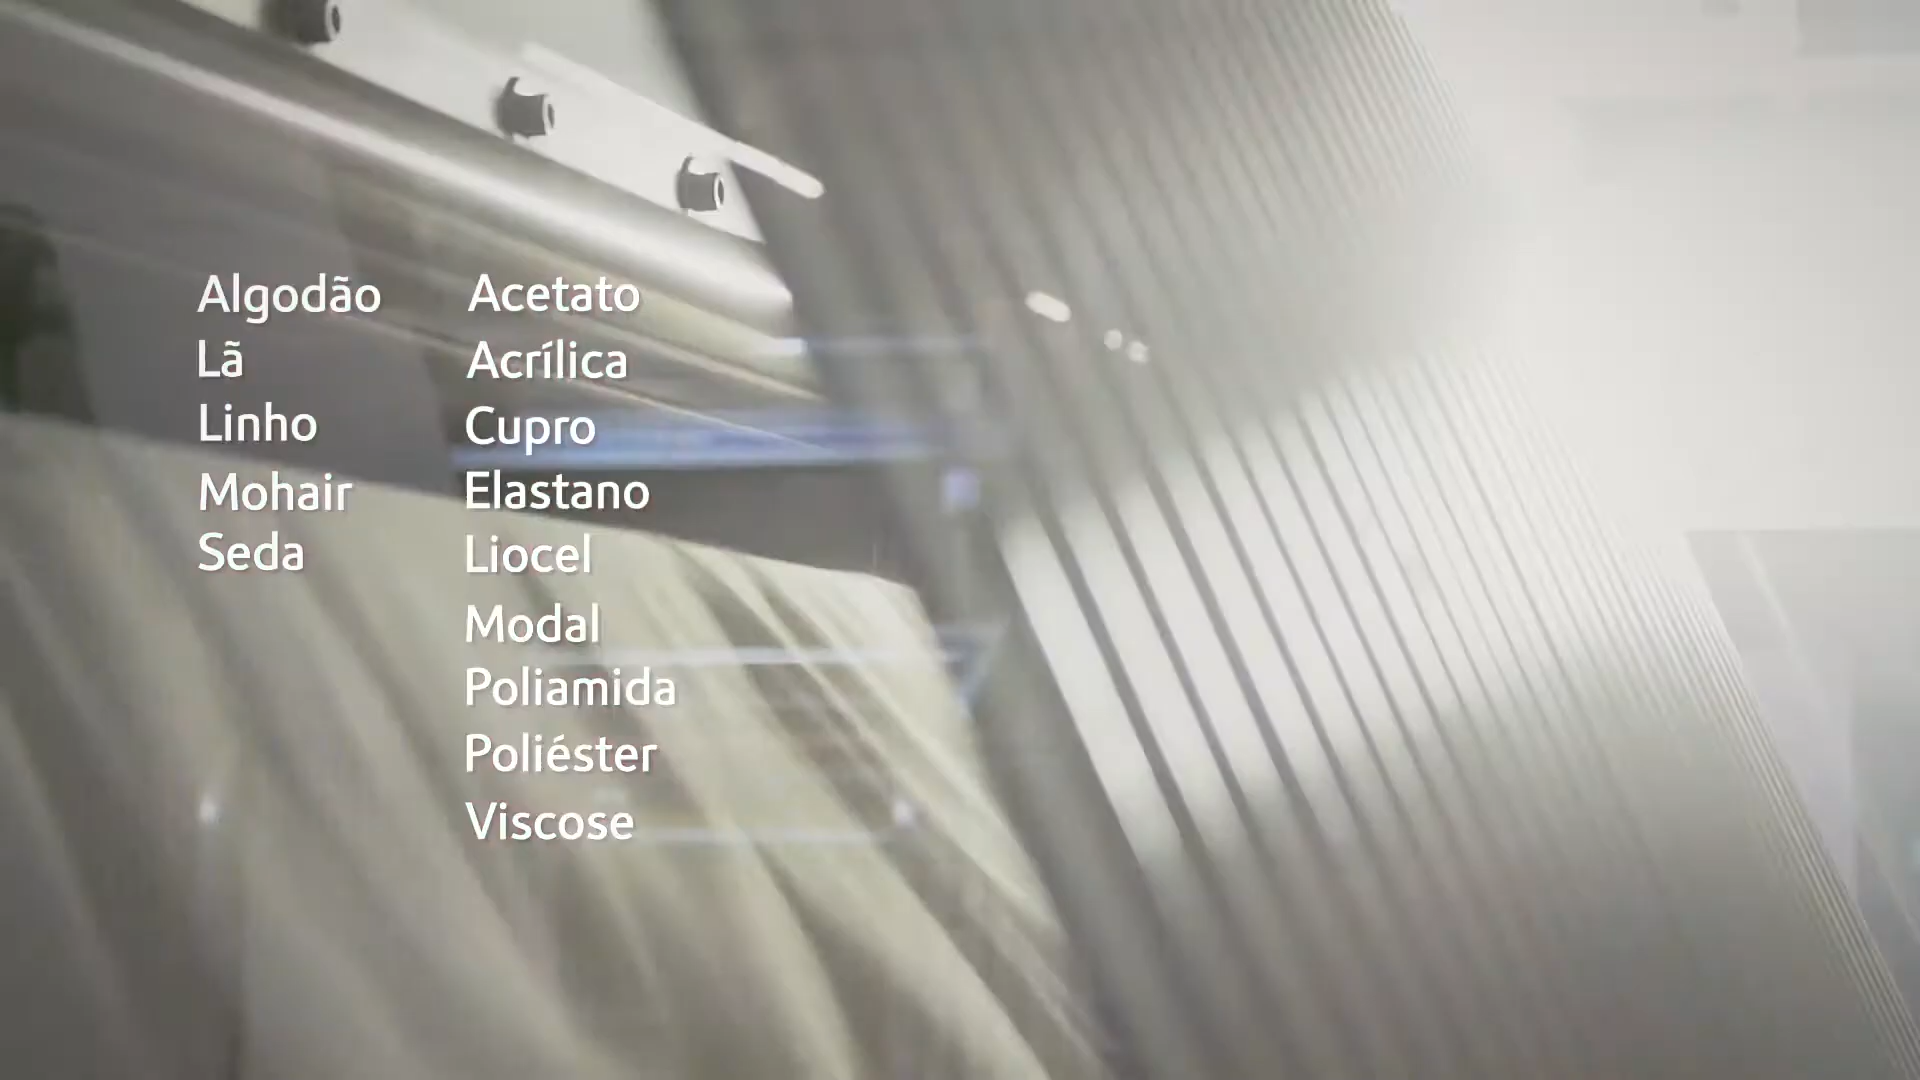 Algodão
Lã
Linho
Mohair
Seda
Acetato
Acrílica
Cupro
Elastano
Liocel
Modal
Poliamida
Poliéster
Viscose